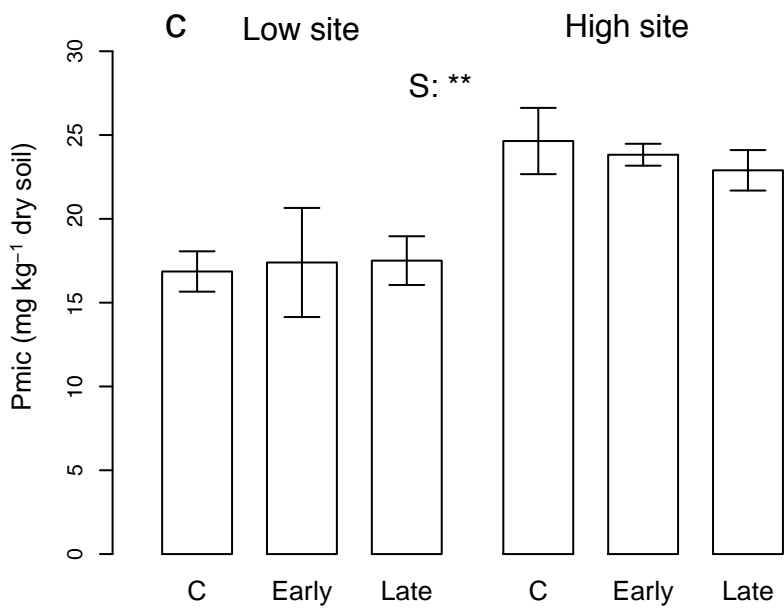 c Low site High site
S: **
Pmic (mg kg⁻¹ dry soil)
30
25
20
15
10
5
0
C Early Late C Early Late